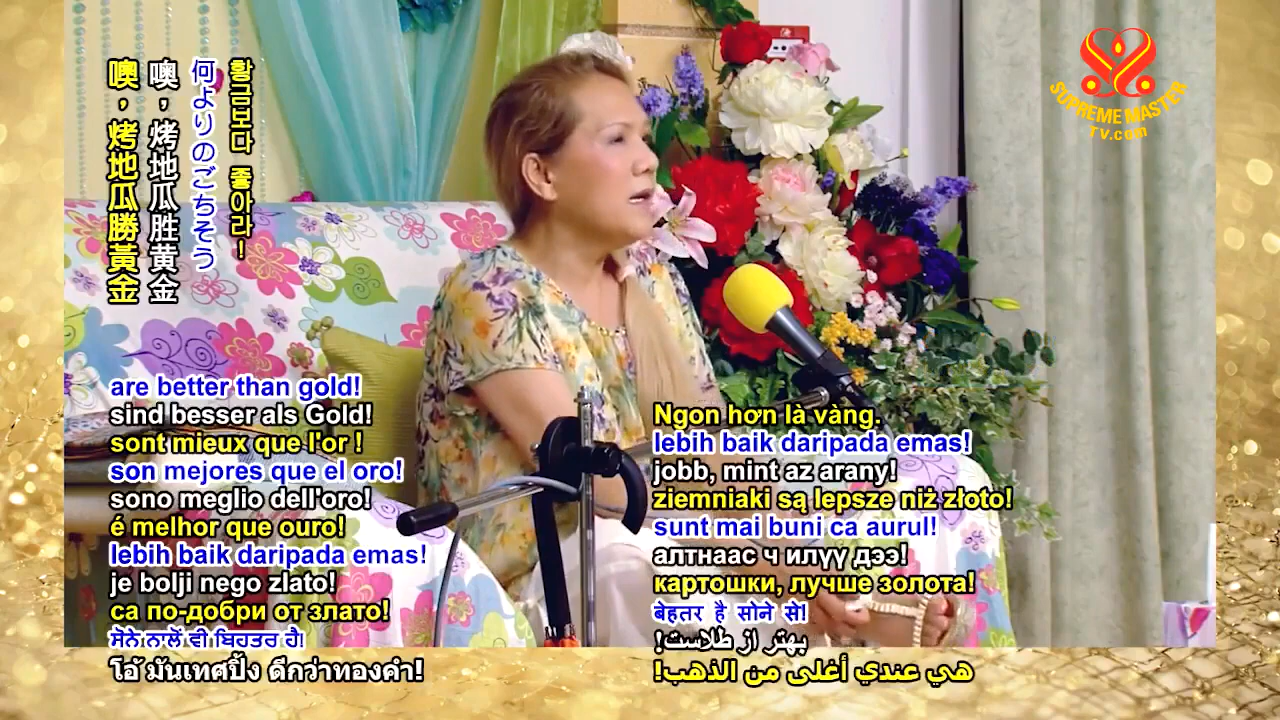 噢，烤地瓜勝黃金
噢，烤地瓜胜黄金
何よりのごちそう
황금보다 좋아라!
SUPREME MASTER
TV.com
are better than gold!
sind besser als Gold!
sont mieux que l'or !
son mejores que el oro!
sono meglio dell'oro!
é melhor que ouro!
lebih baik daripada emas!
je bolji nego zlato!
са по-добри от злато!
ਸੋਨੇ ਨਾਲੋਂ ਵੀ ਬਿਹਤਰ ਹੈ!
โอ้ มันเทศปิ้ง ดีกว่าทองคำ!
Ngon hơn là vàng.
lebih baik daripada emas!
jobb, mint az arany!
ziemniaki są lepsze niż złoto!
sunt mai buni ca aurul!
алтнаас ч илүү дээ!
картошки, лучше золота!
बेहतर है सोने से!
بهتر از طلاست!
هي عندي أغلى من الذهب!